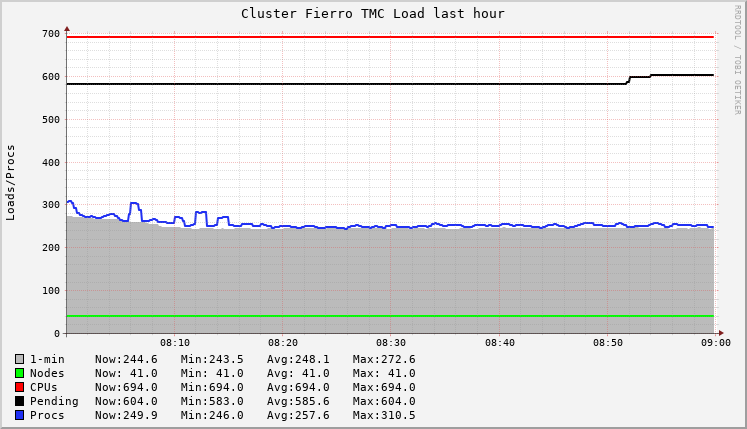 Cluster Fierro TMC Load last hour
RRDTOOL / TOBI OETIKER
Loads/Procs
700
600
500
400
300
200
100
0
08:10 08:20 08:30 08:40 08:50 09:00
1-min Now:244.6 Min:243.5 Avg:248.1 Max:272.6
Nodes Now: 41.0 Min: 41.0 Avg: 41.0 Max: 41.0
CPUs Now:694.0 Min:694.0 Avg:694.0 Max:694.0
Pending Now:604.0 Min:583.0 Avg:585.6 Max:604.0
Procs Now:249.9 Min:246.0 Avg:257.6 Max:310.5